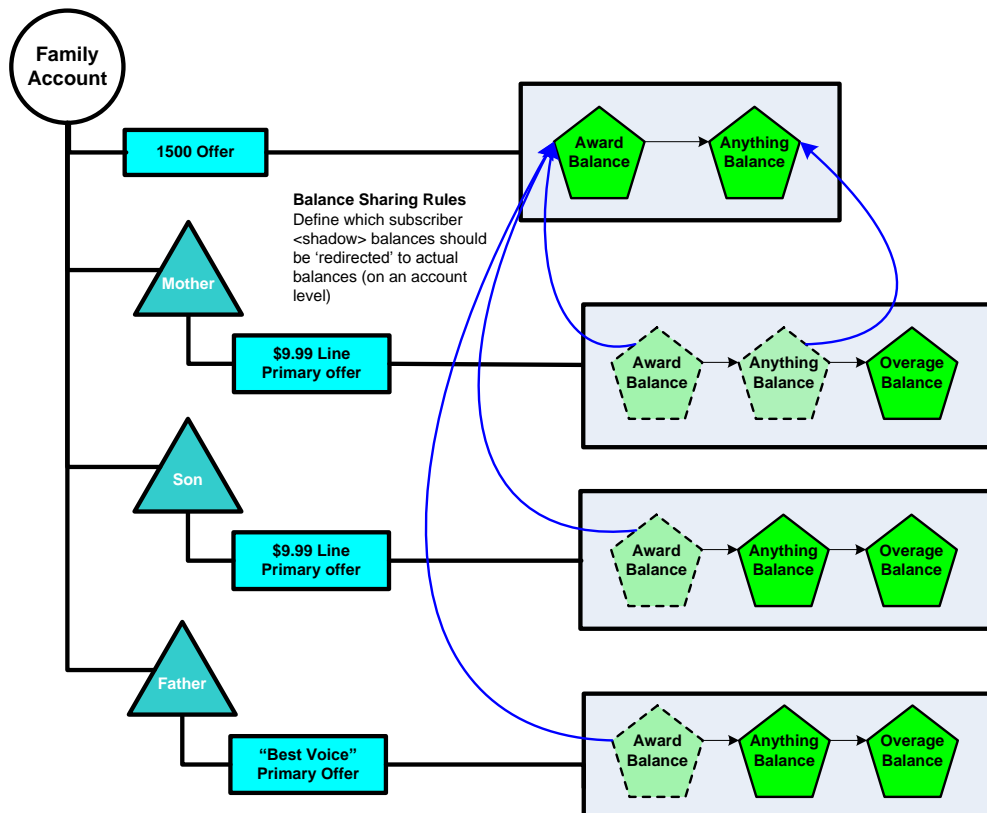 Family
Account
1500 Offer
Award
Balance
Anything
Balance
Balance Sharing Rules
Define which subscriber
<shadow> balances should
be ‘redirected’ to actual
balances (on an account
level)
Mother
$9.99 Line
Primary offer
Award
Balance
Anything
Balance
Overage
Balance
Son
$9.99 Line
Primary offer
Award
Balance
Anything
Balance
Overage
Balance
Father
“Best Voice”
Primary Offer
Award
Balance
Anything
Balance
Overage
Balance